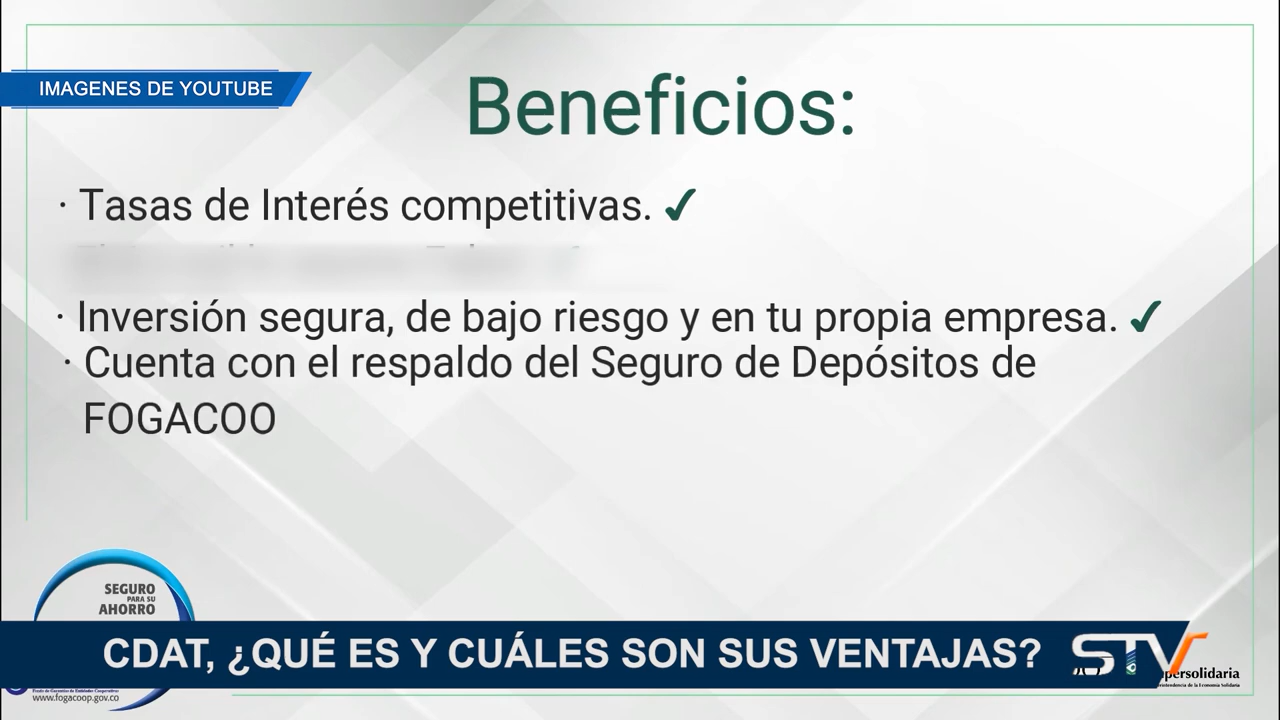 IMAGENES DE YOUTUBE
Beneficios:
· Tasas de Interés competitivas. ✔
· Inversión segura, de bajo riesgo y en tu propia empresa. ✔
· Cuenta con el respaldo del Seguro de Depósitos de
FOGACOO
SEGURO
PARA SU
AHORRO
CDAT, ¿QUÉ ES Y CUÁLES SON SUS VENTAJAS?
STV
persolidaria
www.fogacoop.gov.co